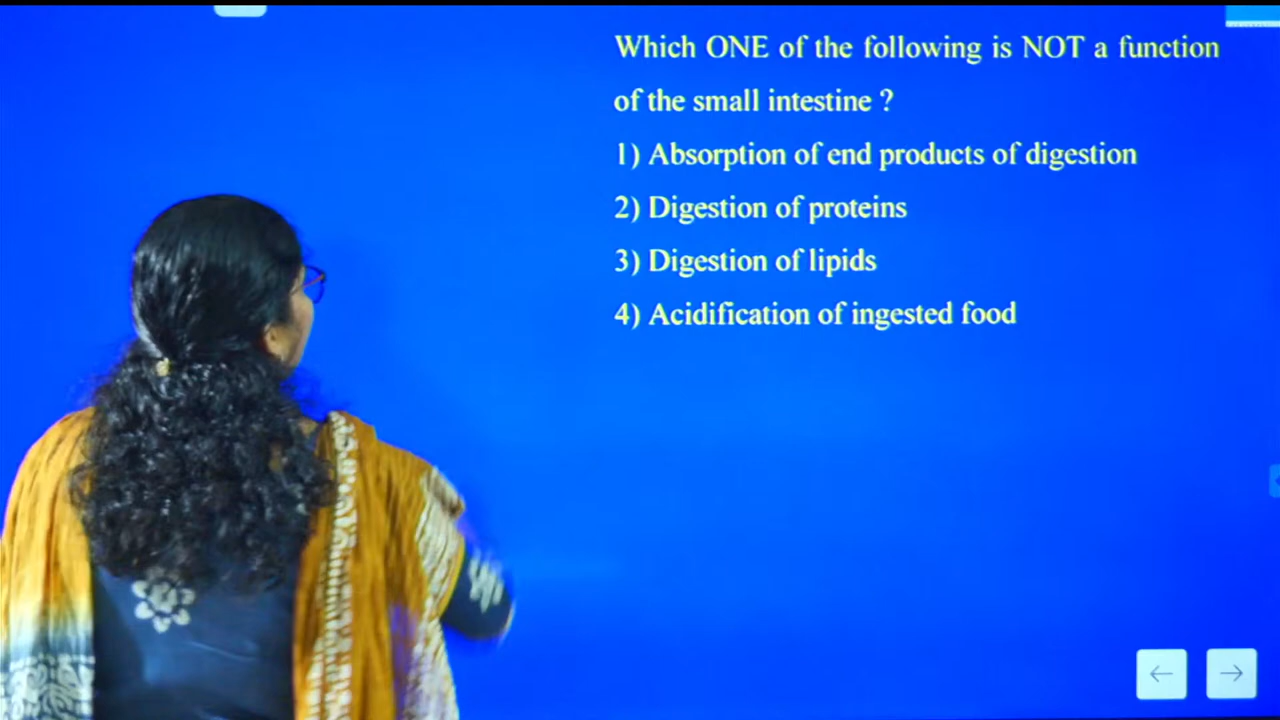 Which ONE of the following is NOT a function
of the small intestine ?
1) Absorption of end products of digestion
2) Digestion of proteins
3) Digestion of lipids
4) Acidification of ingested food